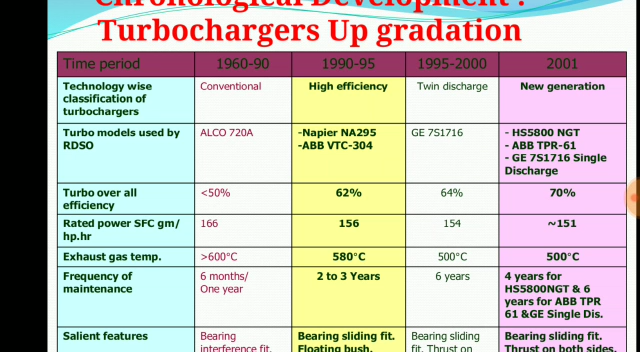 Chronological Development :
Turbochargers Up gradation
Time period 1960-90 1990-95 1995-2000 2001
Technology wise classification of turbochargers Conventional High efficiency Twin discharge New generation
Turbo models used by RDSO ALCO 720A -Napier NA295 -ABB VTC-304 GE 7S1716 - HS5800 NGT - ABB TPR-61 - GE 7S1716 Single Discharge
Turbo over all efficiency <50% 62% 64% 70%
Rated power SFC gm/ hp.hr 166 156 154 ~151
Exhaust gas temp. >600°C 580°C 500°C 500°C
Frequency of maintenance 6 months/ One year 2 to 3 Years 6 years 4 years for HS5800NGT & 6 years for ABB TPR 61 &GE Single Dis.
Salient features Bearing interference fit. Bearing sliding fit. Floating bush. Bearing sliding fit. Thrust on Bearing sliding fit. Thrust on both sides.